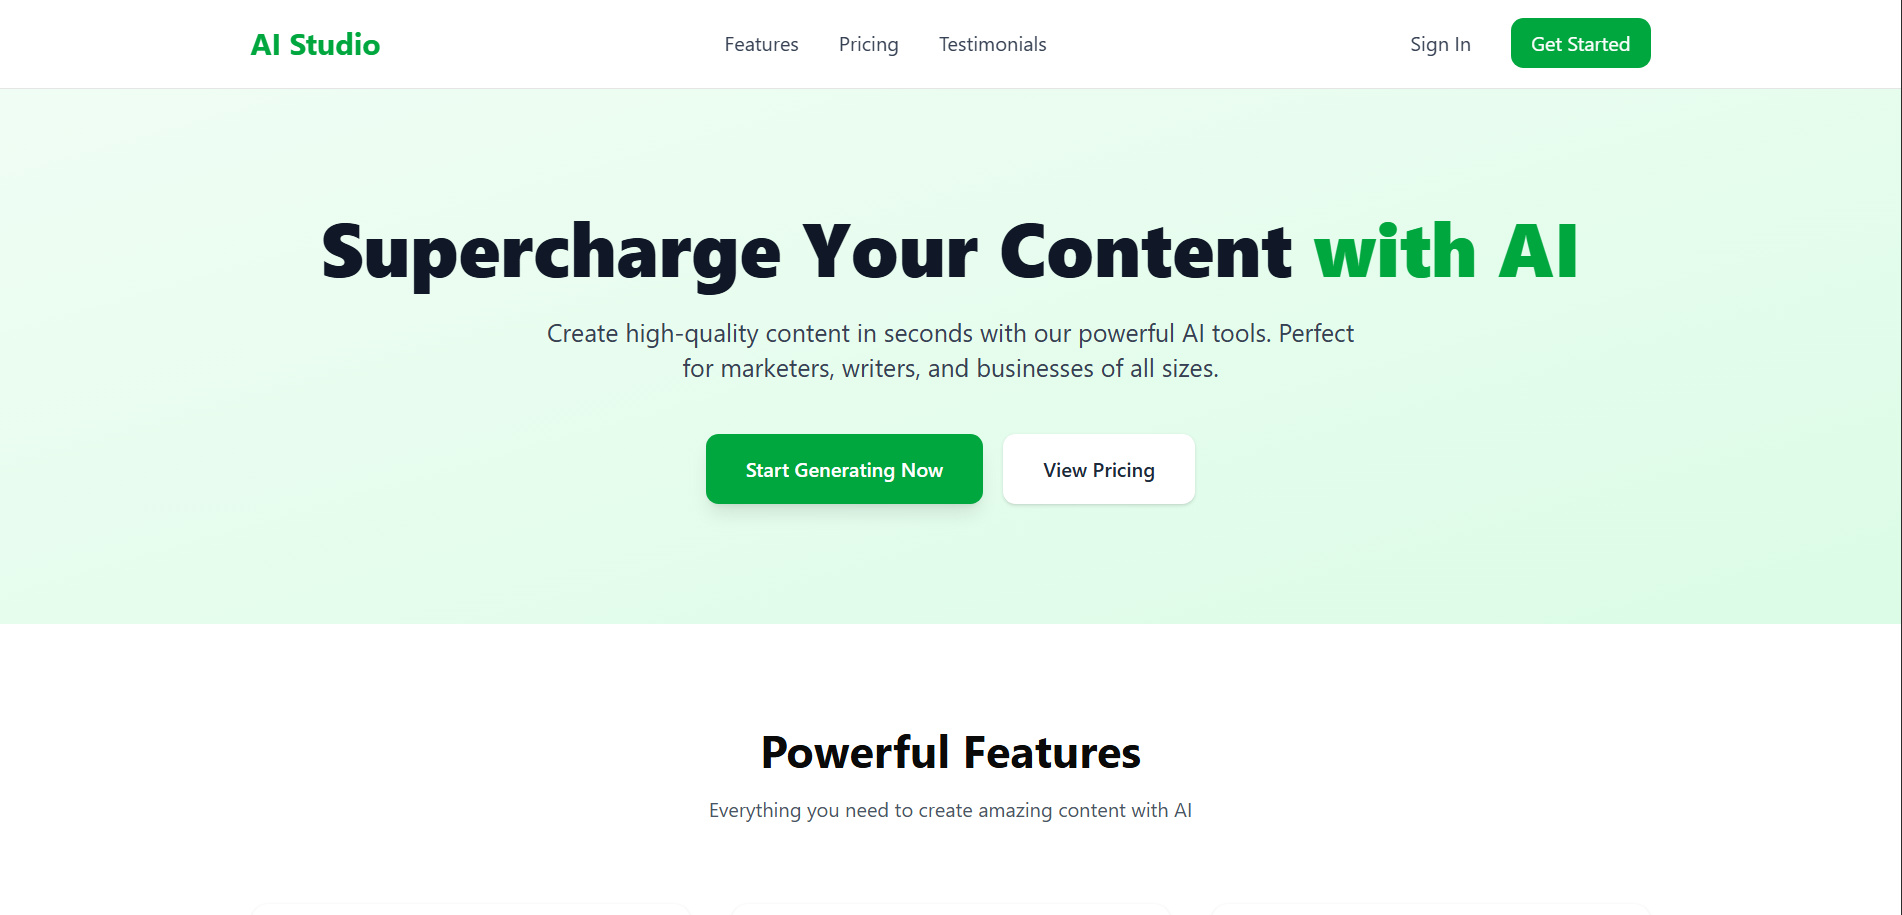 AI Studio
Features
Pricing
Testimonials
Sign In
Get Started
Supercharge Your Content with AI
Create high-quality content in seconds with our powerful AI tools. Perfect
for marketers, writers, and businesses of all sizes.
Start Generating Now
View Pricing
Powerful Features
Everything you need to create amazing content with AI